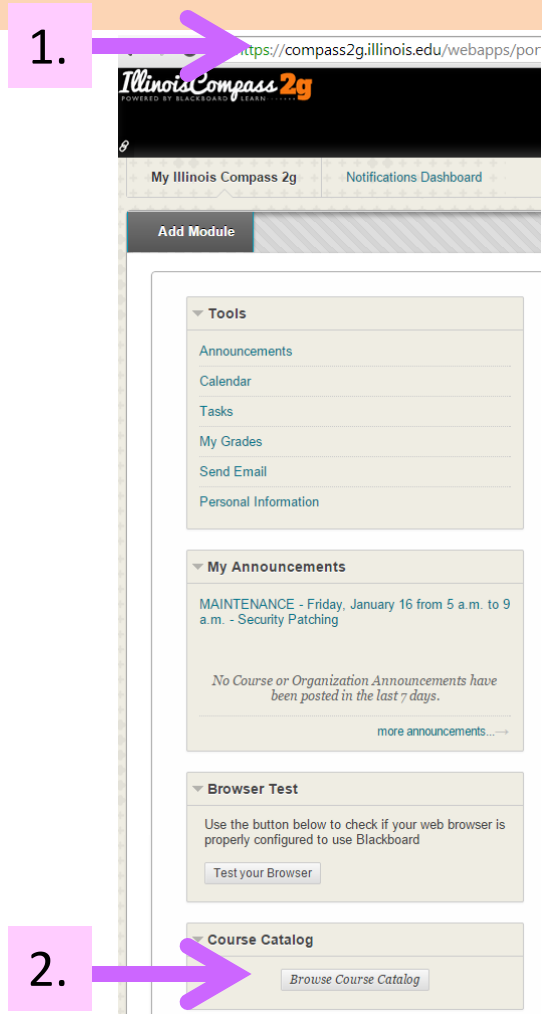 1.
https://compass2g.illinois.edu/webapps/por
IllinoisCompass 2g
POWERED BY BLACKBOARD LEARN
My Illinois Compass 2g Notifications Dashboard
Add Module
Tools
Announcements
Calendar
Tasks
My Grades
Send Email
Personal Information
My Announcements
MAINTENANCE - Friday, January 16 from 5 a.m. to 9
a.m. - Security Patching
No Course or Organization Announcements have
been posted in the last 7 days.
more announcements...→
Browser Test
Use the button below to check if your web browser is
properly configured to use Blackboard
Test your Browser
Course Catalog
2.
Browse Course Catalog